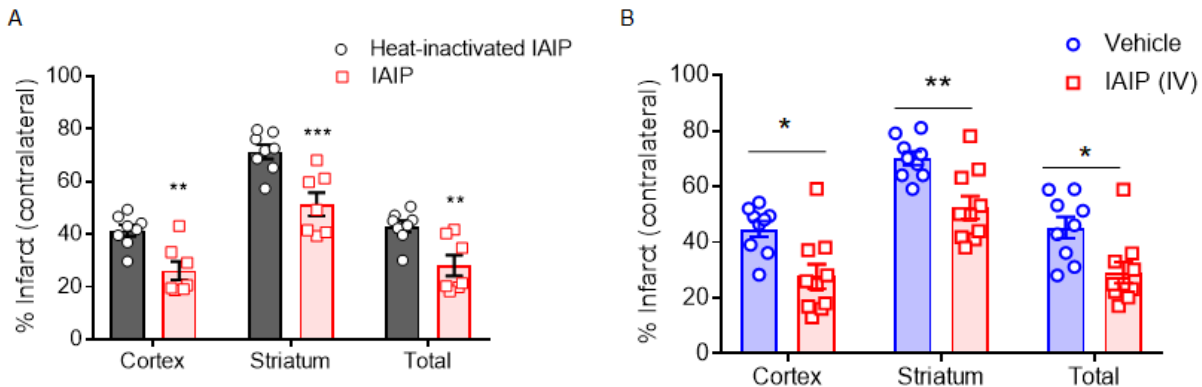 A
Heat-inactivated IAIP
IAIP
% Infarct (contralateral)
100
80
60
40
20
0
**
***
**
Cortex
Striatum
Total
B
Vehicle
IAIP (IV)
% Infarct (contralateral)
100
80
60
40
20
0
*
**
*
Cortex
Striatum
Total